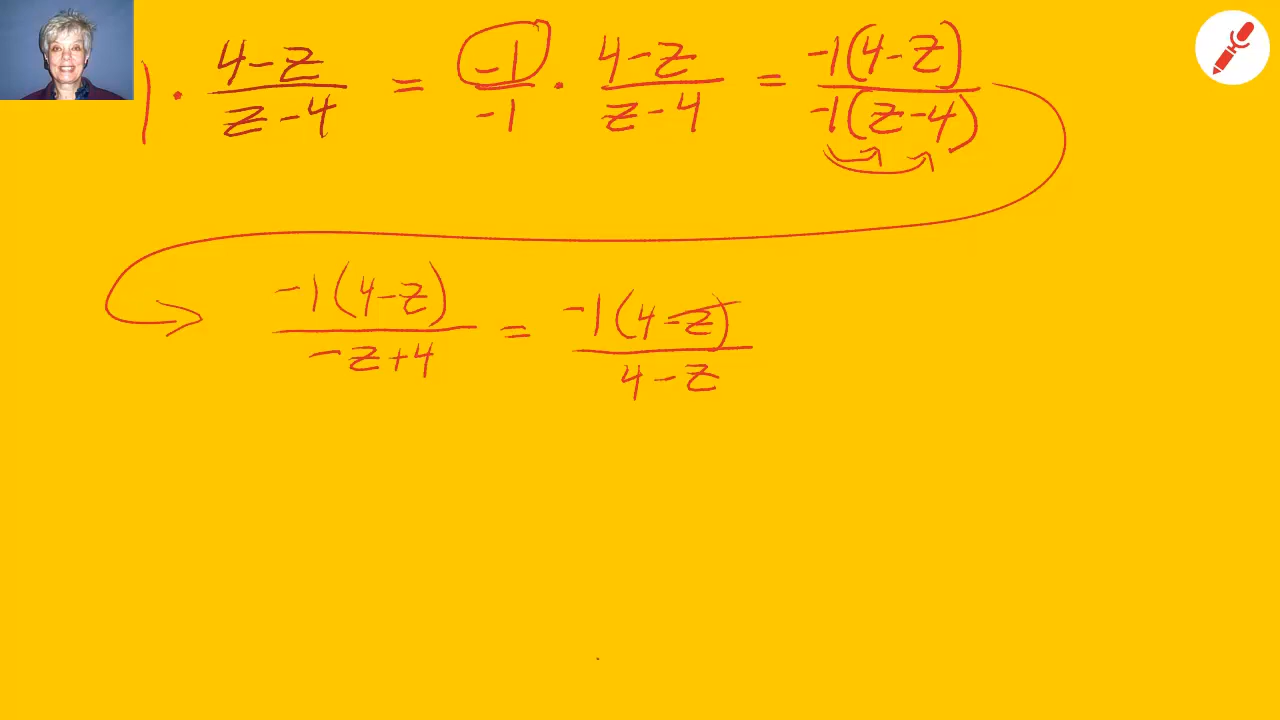 1 · (4-z)/(z-4) = (-1)/(-1) · (4-z)/(z-4) = (-1(4-z))/(-1(z-4))
(-1(4-z))/(-z+4) = (-1(4-z))/(4-z)